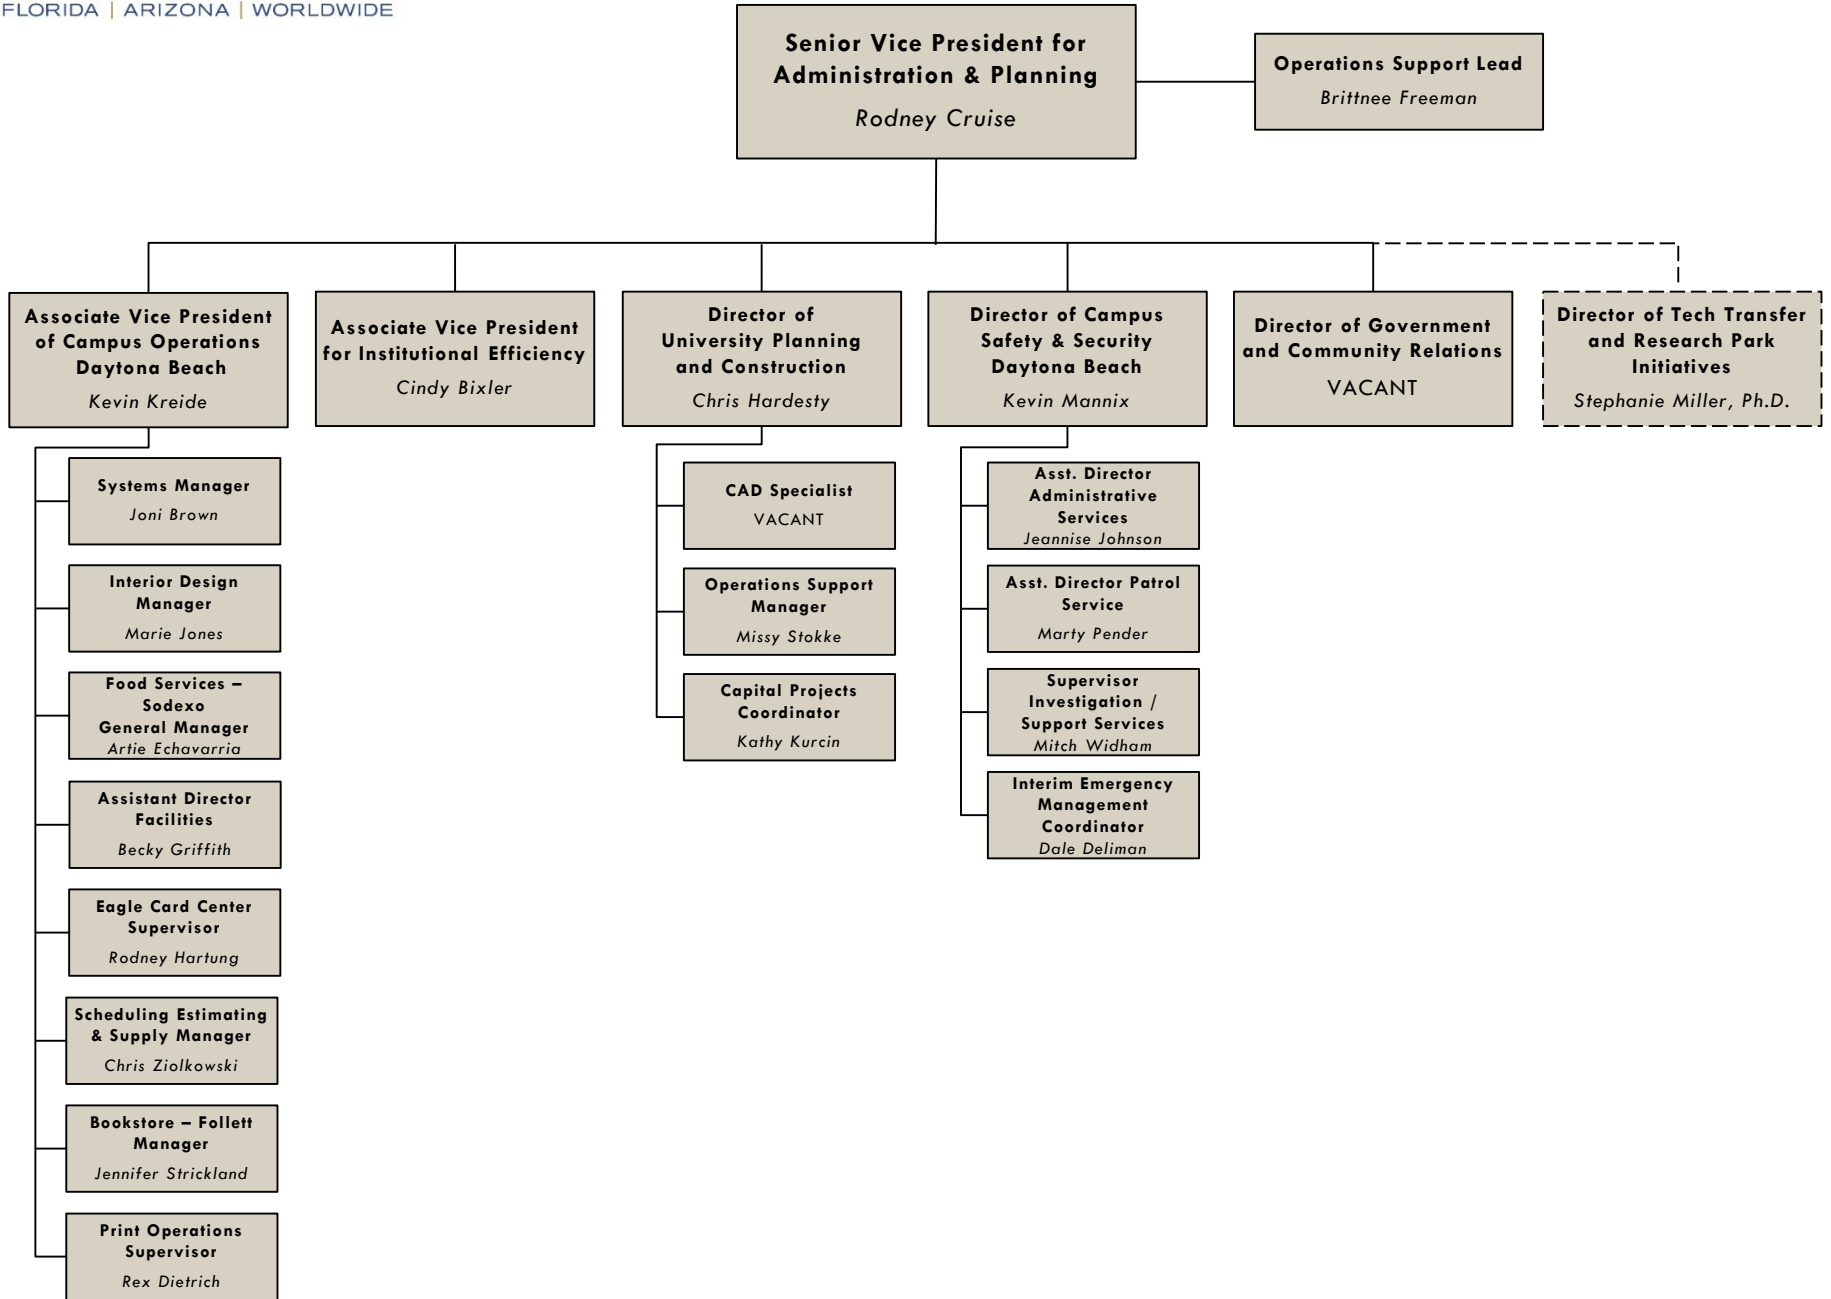 FLORIDA | ARIZONA | WORLDWIDE
Senior Vice President for
Administration & Planning
Rodney Cruise
Operations Support Lead
Brittnee Freeman
Associate Vice President
of Campus Operations
Daytona Beach
Kevin Kreide
Associate Vice President
for Institutional Efficiency
Cindy Bixler
Director of
University Planning
and Construction
Chris Hardesty
Director of Campus
Safety & Security
Daytona Beach
Kevin Mannix
Director of Government
and Community Relations
VACANT
Director of Tech Transfer
and Research Park
Initiatives
Stephanie Miller, Ph.D.
Systems Manager
Joni Brown
Interior Design
Manager
Marie Jones
Food Services –
Sodexo
General Manager
Artie Echavarria
Assistant Director
Facilities
Becky Griffith
Eagle Card Center
Supervisor
Rodney Hartung
Scheduling Estimating
& Supply Manager
Chris Ziolkowski
Bookstore – Follett
Manager
Jennifer Strickland
Print Operations
Supervisor
Rex Dietrich
CAD Specialist
VACANT
Operations Support
Manager
Missy Stokke
Capital Projects
Coordinator
Kathy Kurcin
Asst. Director
Administrative
Services
Jeannise Johnson
Asst. Director Patrol
Service
Marty Pender
Supervisor
Investigation /
Support Services
Mitch Widham
Interim Emergency
Management
Coordinator
Dale Deliman